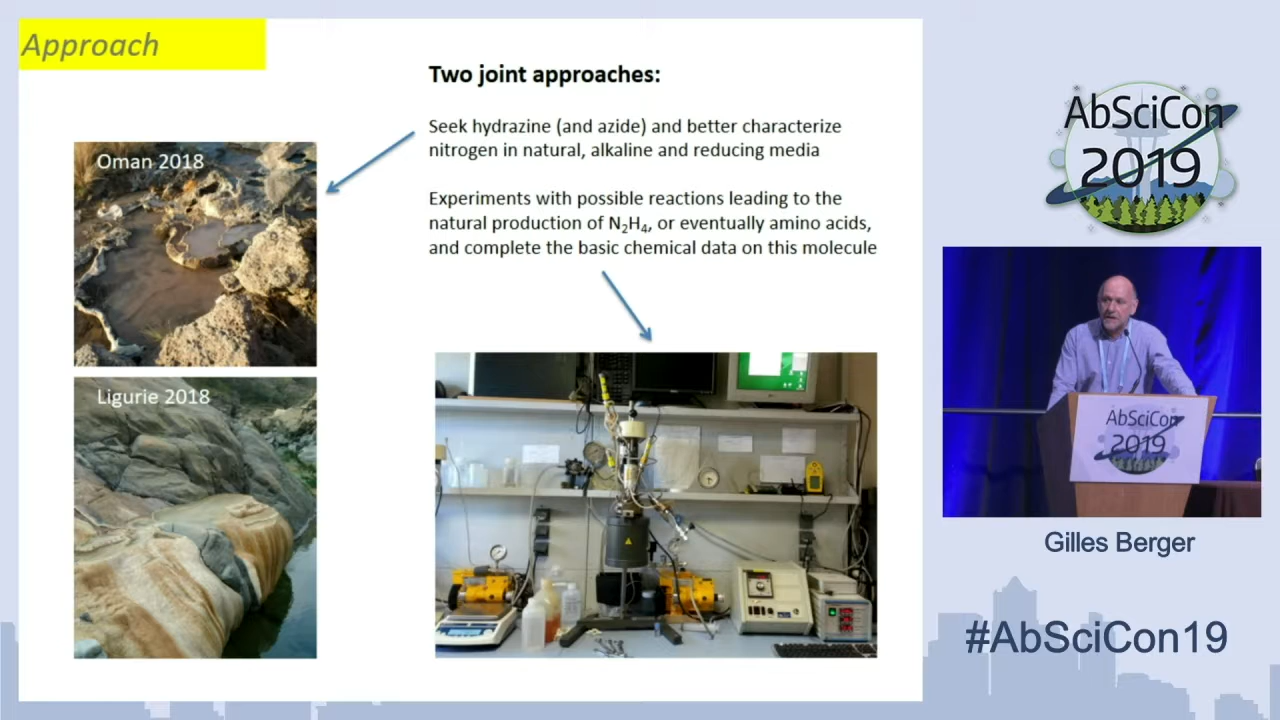 Approach
Two joint approaches:
Seek hydrazine (and azide) and better characterize
nitrogen in natural, alkaline and reducing media
Experiments with possible reactions leading to the
natural production of N₂H₄, or eventually amino acids,
and complete the basic chemical data on this molecule
Oman 2018
Ligurie 2018
AbSciCon
2019
AbSciCon
2019
Gilles Berger
#AbSciCon19